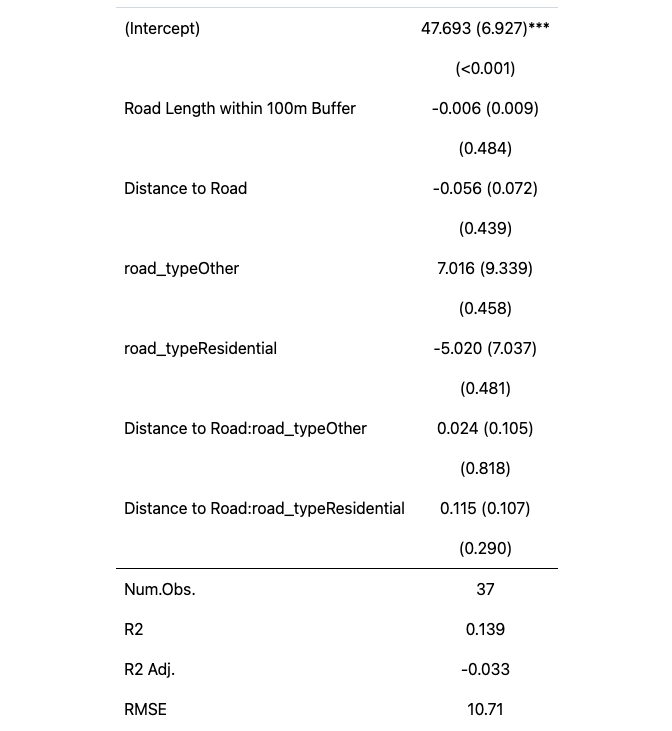 (Intercept) 47.693 (6.927)***
(<0.001)
Road Length within 100m Buffer -0.006 (0.009)
(0.484)
Distance to Road -0.056 (0.072)
(0.439)
road_typeOther 7.016 (9.339)
(0.458)
road_typeResidential -5.020 (7.037)
(0.481)
Distance to Road:road_typeOther 0.024 (0.105)
(0.818)
Distance to Road:road_typeResidential 0.115 (0.107)
(0.290)
Num.Obs. 37
R2 0.139
R2 Adj. -0.033
RMSE 10.71